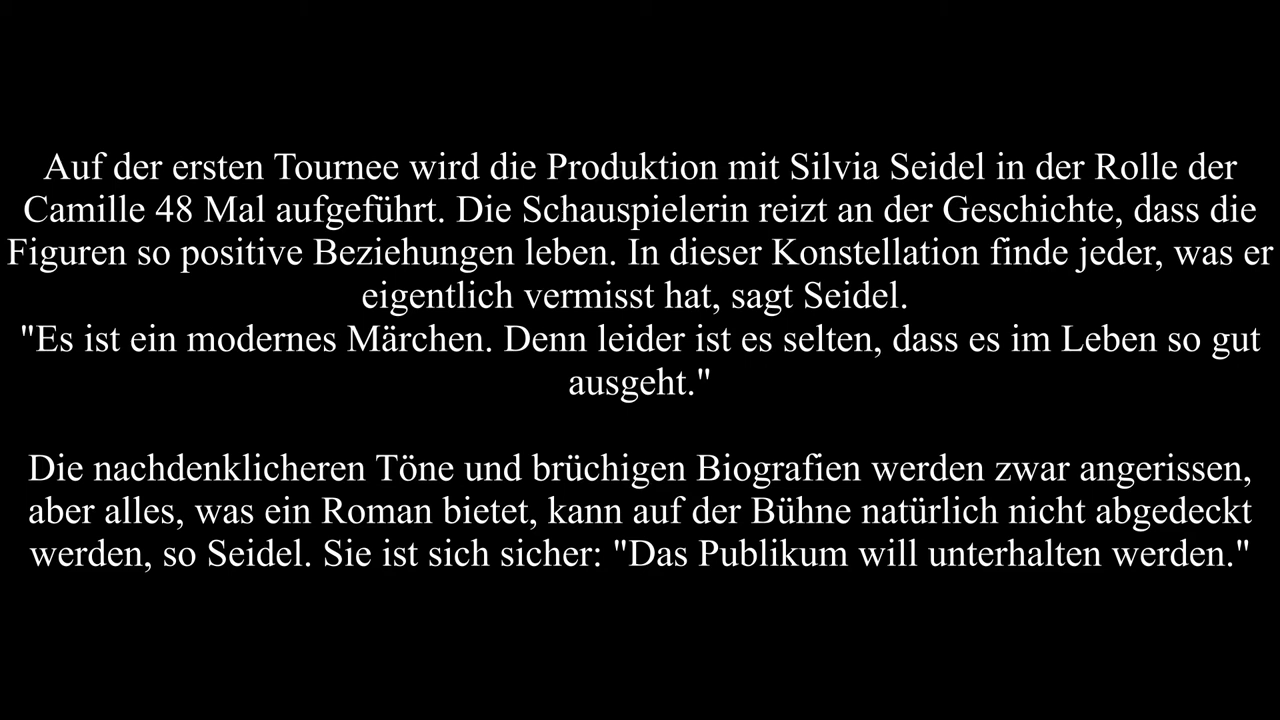 Auf der ersten Tournee wird die Produktion mit Silvia Seidel in der Rolle der
Camille 48 Mal aufgeführt. Die Schauspielerin reizt an der Geschichte, dass die
Figuren so positive Beziehungen leben. In dieser Konstellation finde jeder, was er
eigentlich vermisst hat, sagt Seidel.
"Es ist ein modernes Märchen. Denn leider ist es selten, dass es im Leben so gut
ausgeht."
Die nachdenklicheren Töne und brüchigen Biografien werden zwar angerissen,
aber alles, was ein Roman bietet, kann auf der Bühne natürlich nicht abgedeckt
werden, so Seidel. Sie ist sich sicher: "Das Publikum will unterhalten werden."